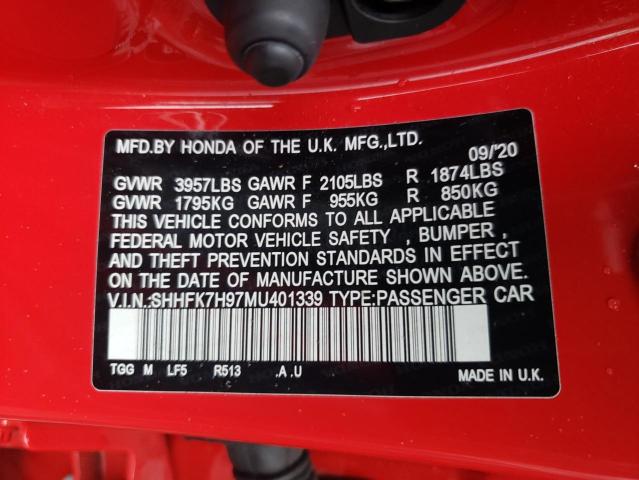 MFD.BY HONDA OF THE U.K. MFG.,LTD. 09/'20
GVWR 3957LBS GAWR F 2105LBS R 1874LBS
GVWR 1795KG GAWR F 955KG R 850KG
THIS VEHICLE CONFORMS TO ALL APPLICABLE
FEDERAL MOTOR VEHICLE SAFETY , BUMPER ,
AND THEFT PREVENTION STANDARDS IN EFFECT
ON THE DATE OF MANUFACTURE SHOWN ABOVE.
V.I.N.:SHHFK7H97MU401339 TYPE:PASSENGER CAR
TGG M LF5 R513 .A .U MADE IN U.K.